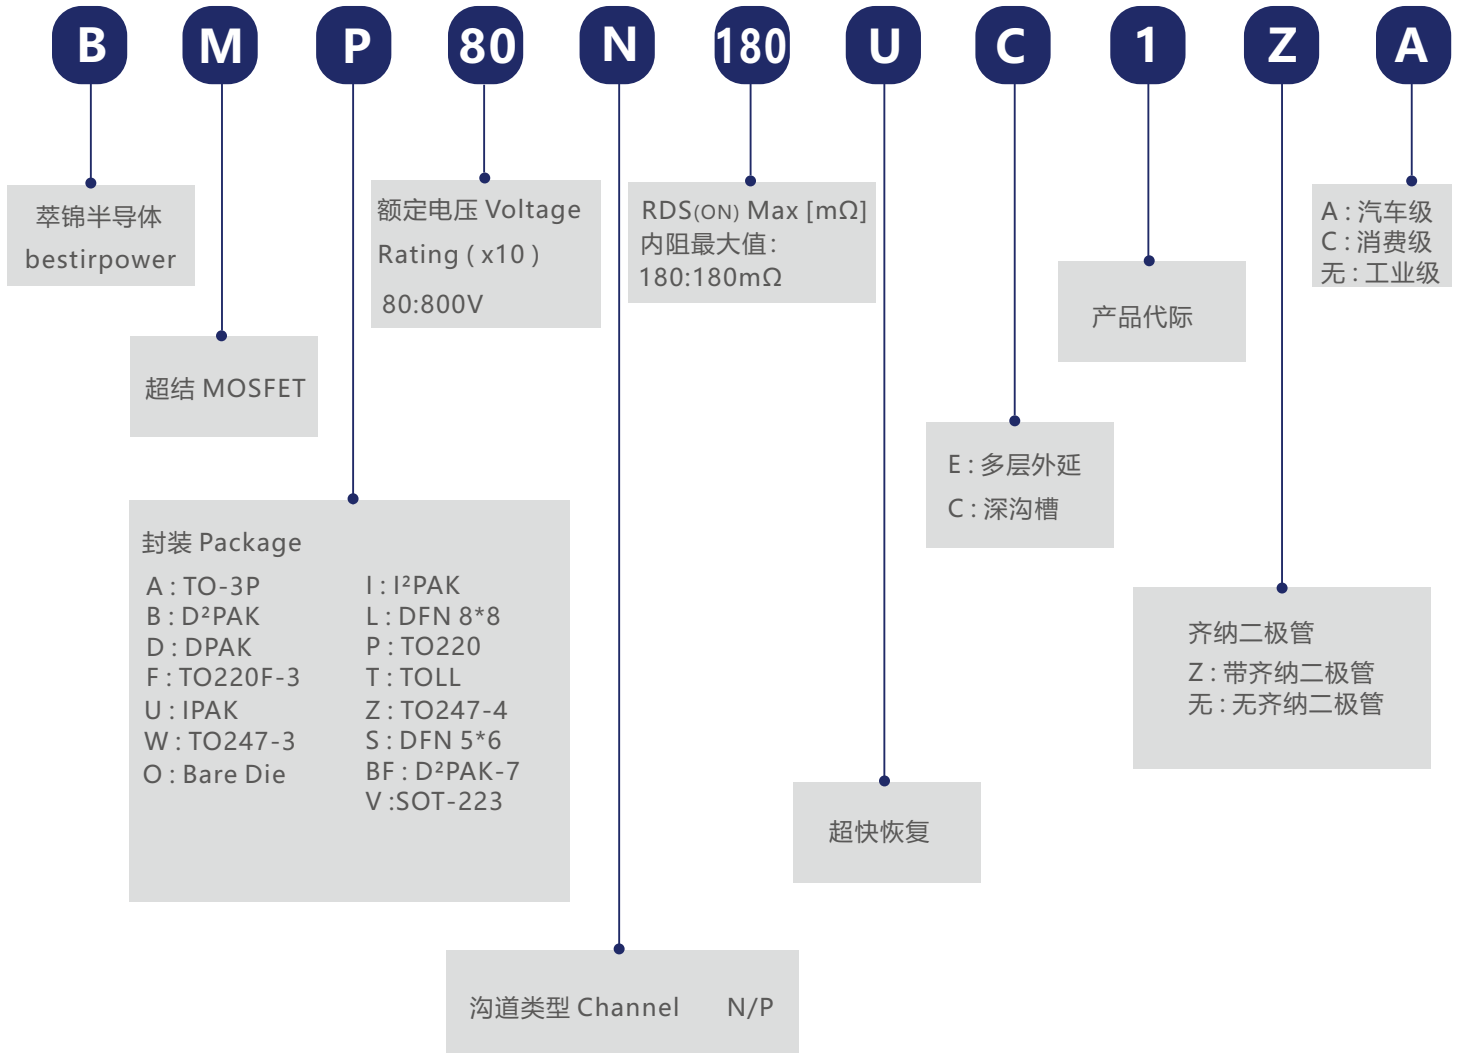 B M P 80 N 180 U C 1 Z A
萃锦半导体
bestirpower
超结 MOSFET
封装 Package
A : TO-3P
B : D²PAK
D : DPAK
F : TO220F-3
U : IPAK
W : TO247-3
O : Bare Die
I : I²PAK
L : DFN 8*8
P : TO220
T : TOLL
Z : TO247-4
S : DFN 5*6
BF : D²PAK-7
V :SOT-223
额定电压 Voltage
Rating ( x10 )
80:800V
沟道类型 Channel N/P
RDS(ON) Max [mΩ]
内阻最大值:
180:180mΩ
超快恢复
E : 多层外延
C : 深沟槽
产品代际
齐纳二极管
Z : 带齐纳二极管
无 : 无齐纳二极管
A : 汽车级
C : 消费级
无 : 工业级